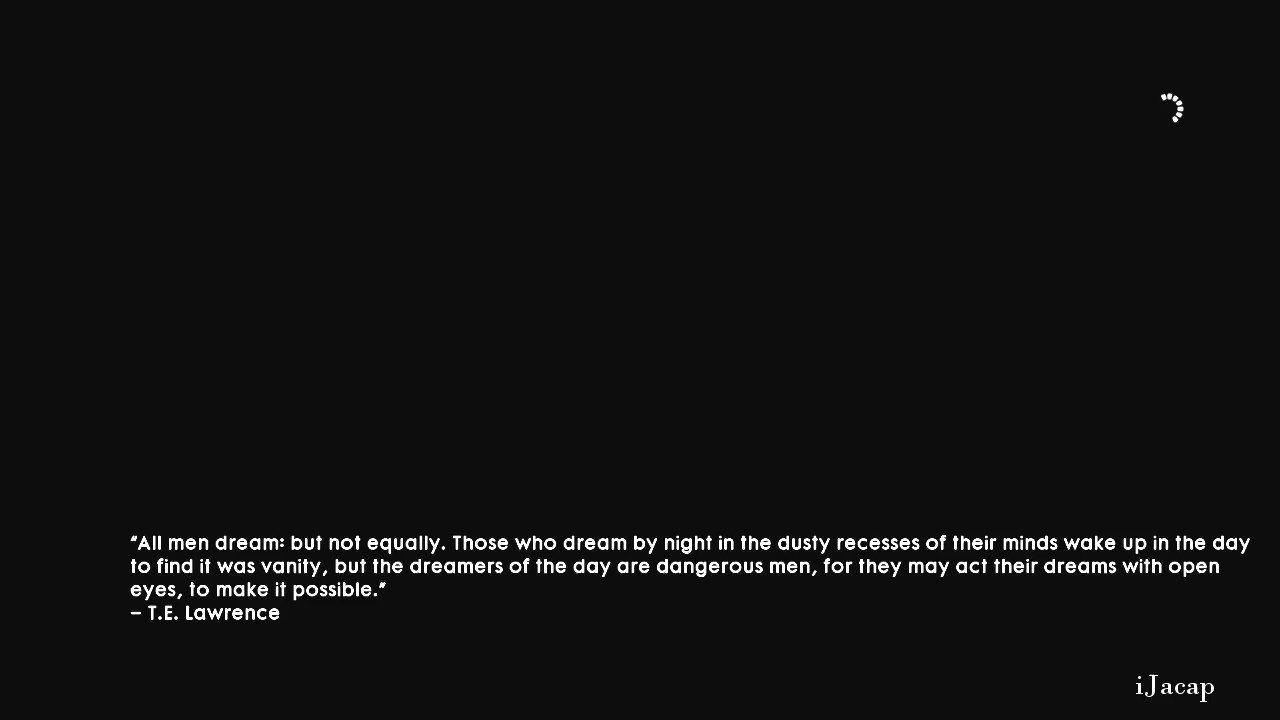 “All men dream: but not equally. Those who dream by night in the dusty recesses of their minds wake up in the day
to find it was vanity, but the dreamers of the day are dangerous men, for they may act their dreams with open
eyes, to make it possible.”
– T.E. Lawrence
iJacap